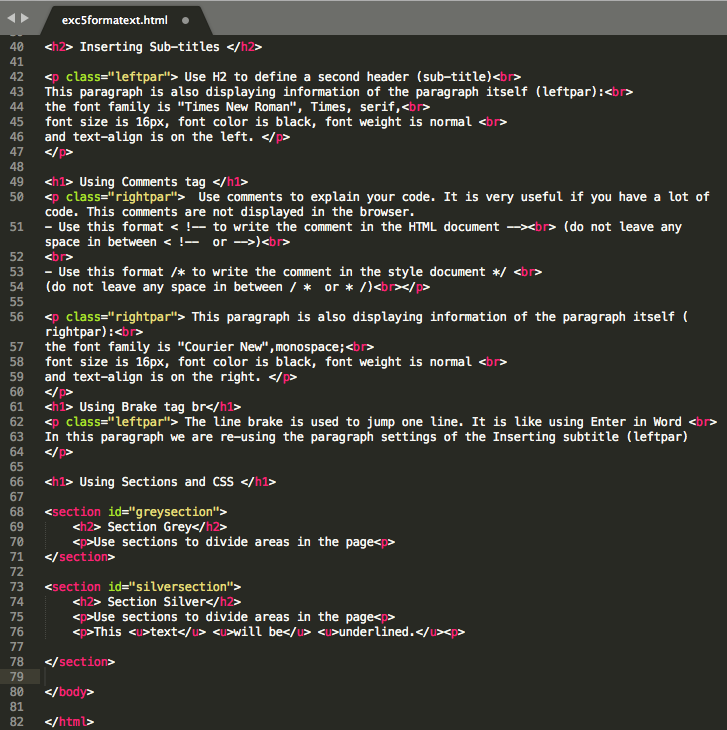 exc5formatext.html
40 <h2> Inserting Sub-titles </h2>
41
42 <p class="leftpar"> Use H2 to define a second header (sub-title)<br>
43 This paragraph is also displaying information of the paragraph itself (leftpar):<br>
44 the font family is "Times New Roman", Times, serif,<br>
45 font size is 16px, font color is black, font weight is normal <br>
46 and text-align is on the left. </p>
47 </p>
48
49 <h1> Using Comments tag </h1>
50 <p class="rightpar">  Use comments to explain your code. It is very useful if you have a lot of
code. This comments are not displayed in the browser.
51 - Use this format < !-- to write the comment in the HTML document --><br> (do not leave any
space in between < !--  or -->)<br>
52 <br>
53 - Use this format /* to write the comment in the style document */ <br>
54 (do not leave any space in between / *  or * /)<br></p>
55
56 <p class="rightpar"> This paragraph is also displaying information of the paragraph itself (
rightpar):<br>
57 the font family is "Courier New",monospace;<br>
58 font size is 16px, font color is black, font weight is normal <br>
59 and text-align is on the right. </p>
60 </p>
61 <h1> Using Brake tag br</h1>
62 <p class="leftpar"> The line brake is used to jump one line. It is like using Enter in Word <br>
63 In this paragraph we are re-using the paragraph settings of the Inserting subtitle (leftpar)
64 </p>
65
66 <h1> Using Sections and CSS </h1>
67
68 <section id="greysection">
69 <h2> Section Grey</h2>
70 <p>Use sections to divide areas in the page<p>
71 </section>
72
73 <section id="silversection">
74 <h2> Section Silver</h2>
75 <p>Use sections to divide areas in the page<p>
76 <p>This <u>text</u> <u>will be</u> <u>underlined.</u><p>
77
78 </section>
79
80 </body>
81
82 </html>